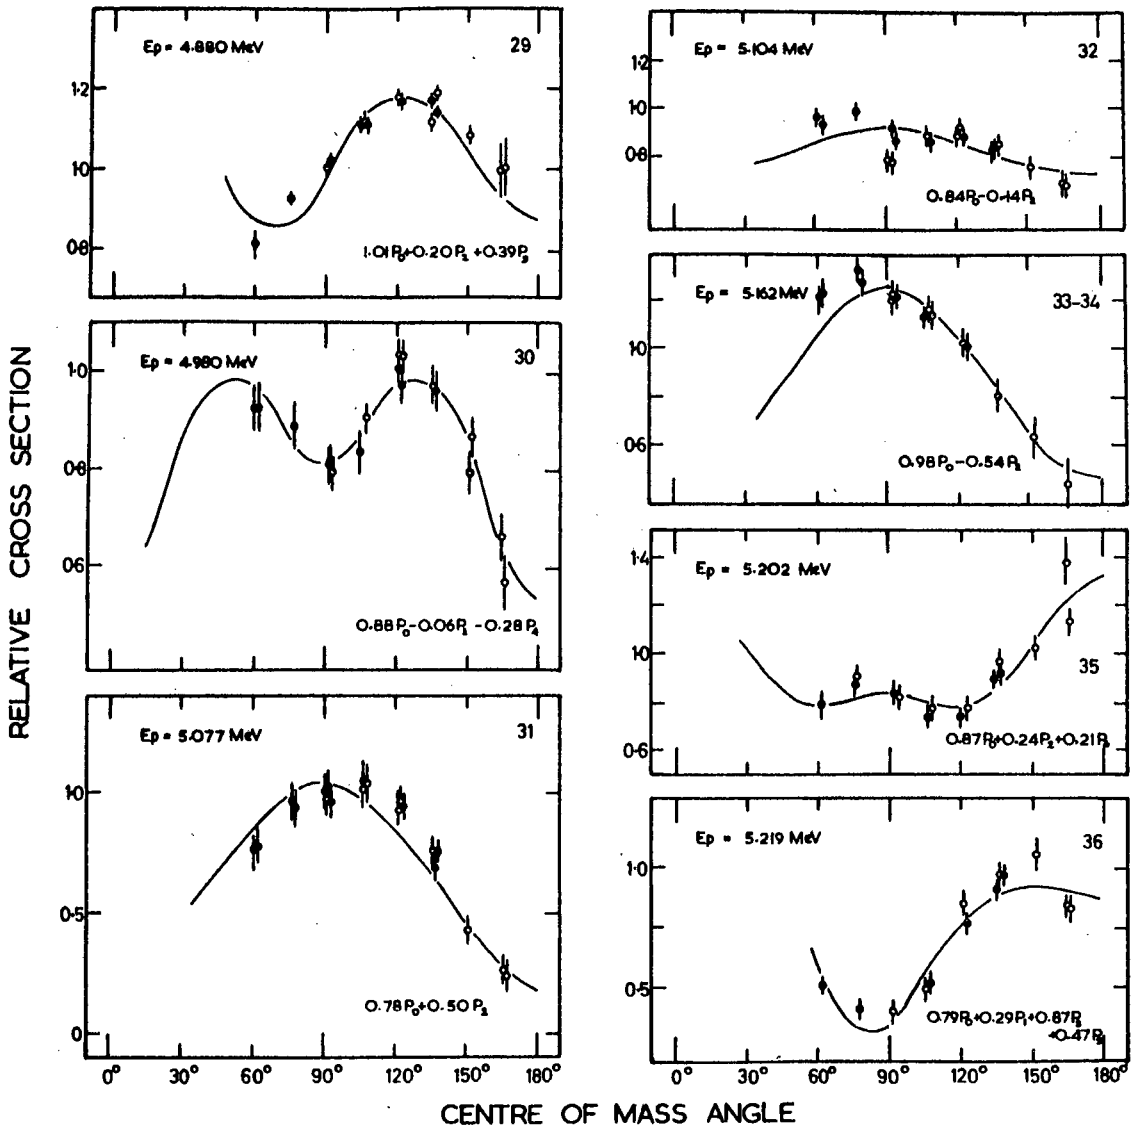 RELATIVE CROSS SECTION
Ep = 4.880 MeV 29
1.2
1.0
0.8
1.01P0+0.20P2+0.39P3
Ep = 4.980 MeV 30
1.0
0.8
0.6
0.88P0-0.06P2-0.28P4
Ep = 5.077 MeV 31
1.0
0.5
0
0.78P0+0.50P2
0° 30° 60° 90° 120° 150° 180°
Ep = 5.104 MeV 32
1.2
1.0
0.8
0.84P0-0.14P2
Ep = 5.162 MeV 33-34
1.0
0.6
0.98P0-0.54P2
Ep = 5.202 MeV
1.4
1.0
35
0.6
0.87P0+0.24P2+0.21P
Ep = 5.219 MeV 36
1.0
0.5
0.79P0+0.29P1+0.87P
+0.47P
0° 30° 60° 90° 120° 150° 180°
CENTRE OF MASS ANGLE